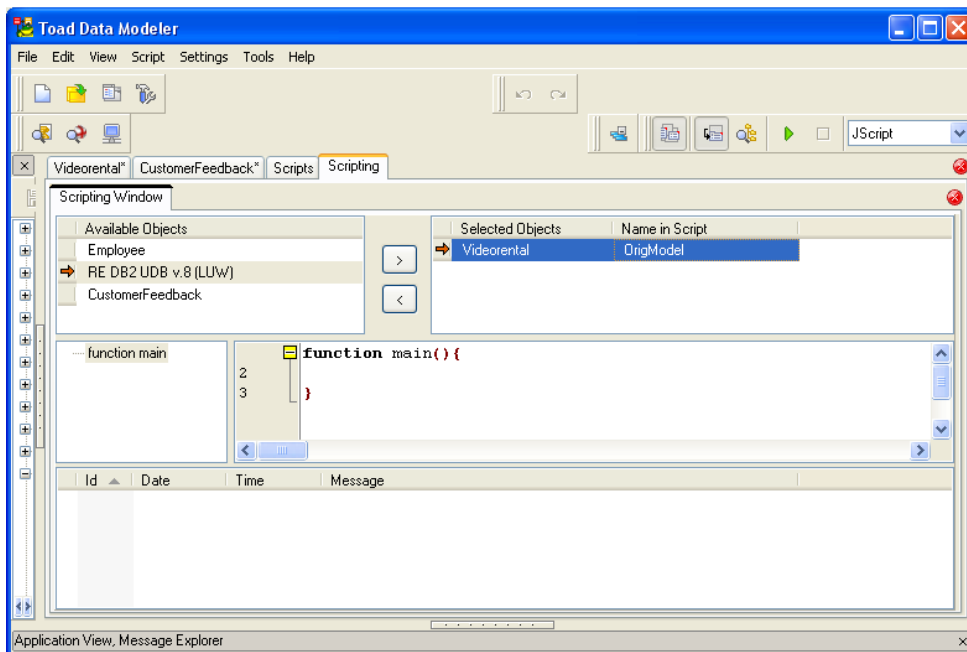 Toad Data Modeler
File Edit View Script Settings Tools Help
JScript
Videorental* CustomerFeedback* Scripts Scripting
Scripting Window
Available Objects
Employee
RE DB2 UDB v.8 (LUW)
CustomerFeedback
>
<
Selected Objects Name in Script
Videorental OrigModel
function main
function main(){
2
3 }
Id Date Time Message
Application View, Message Explorer